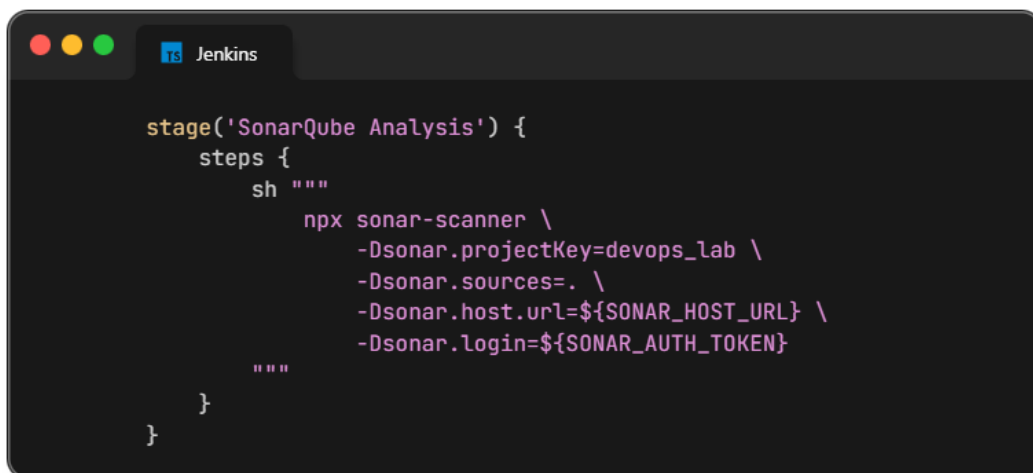 TS Jenkins
stage('SonarQube Analysis') {
    steps {
        sh """
            npx sonar-scanner \
                -Dsonar.projectKey=devops_lab \
                -Dsonar.sources=. \
                -Dsonar.host.url=${SONAR_HOST_URL} \
                -Dsonar.login=${SONAR_AUTH_TOKEN}
        """
    }
}